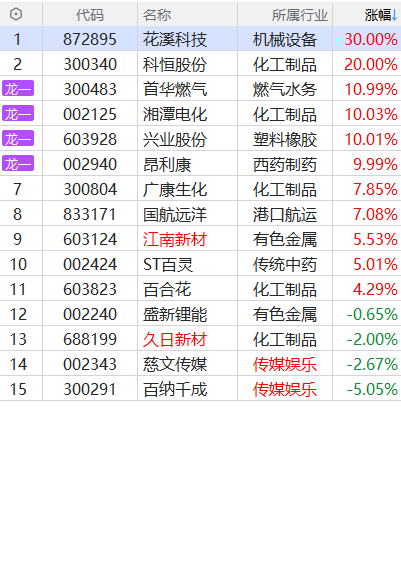 代码 名称 所属行业 涨幅↓
1 872895 花溪科技 机械设备 30.00%
2 300340 科恒股份 化工制品 20.00%
龙一 300483 首华燃气 燃气水务 10.99%
龙一 002125 湘潭电化 化工制品 10.03%
龙一 603928 兴业股份 塑料橡胶 10.01%
龙一 002940 昂利康 西药制药 9.99%
7 300804 广康生化 化工制品 7.85%
8 833171 国航远洋 港口航运 7.08%
9 603124 江南新材 有色金属 5.53%
10 002424 ST百灵 传统中药 5.01%
11 603823 百合花 化工制品 4.29%
12 002240 盛新锂能 有色金属 -0.65%
13 688199 久日新材 化工制品 -2.00%
14 002343 慈文传媒 传媒娱乐 -2.67%
15 300291 百纳千成 传媒娱乐 -5.05%